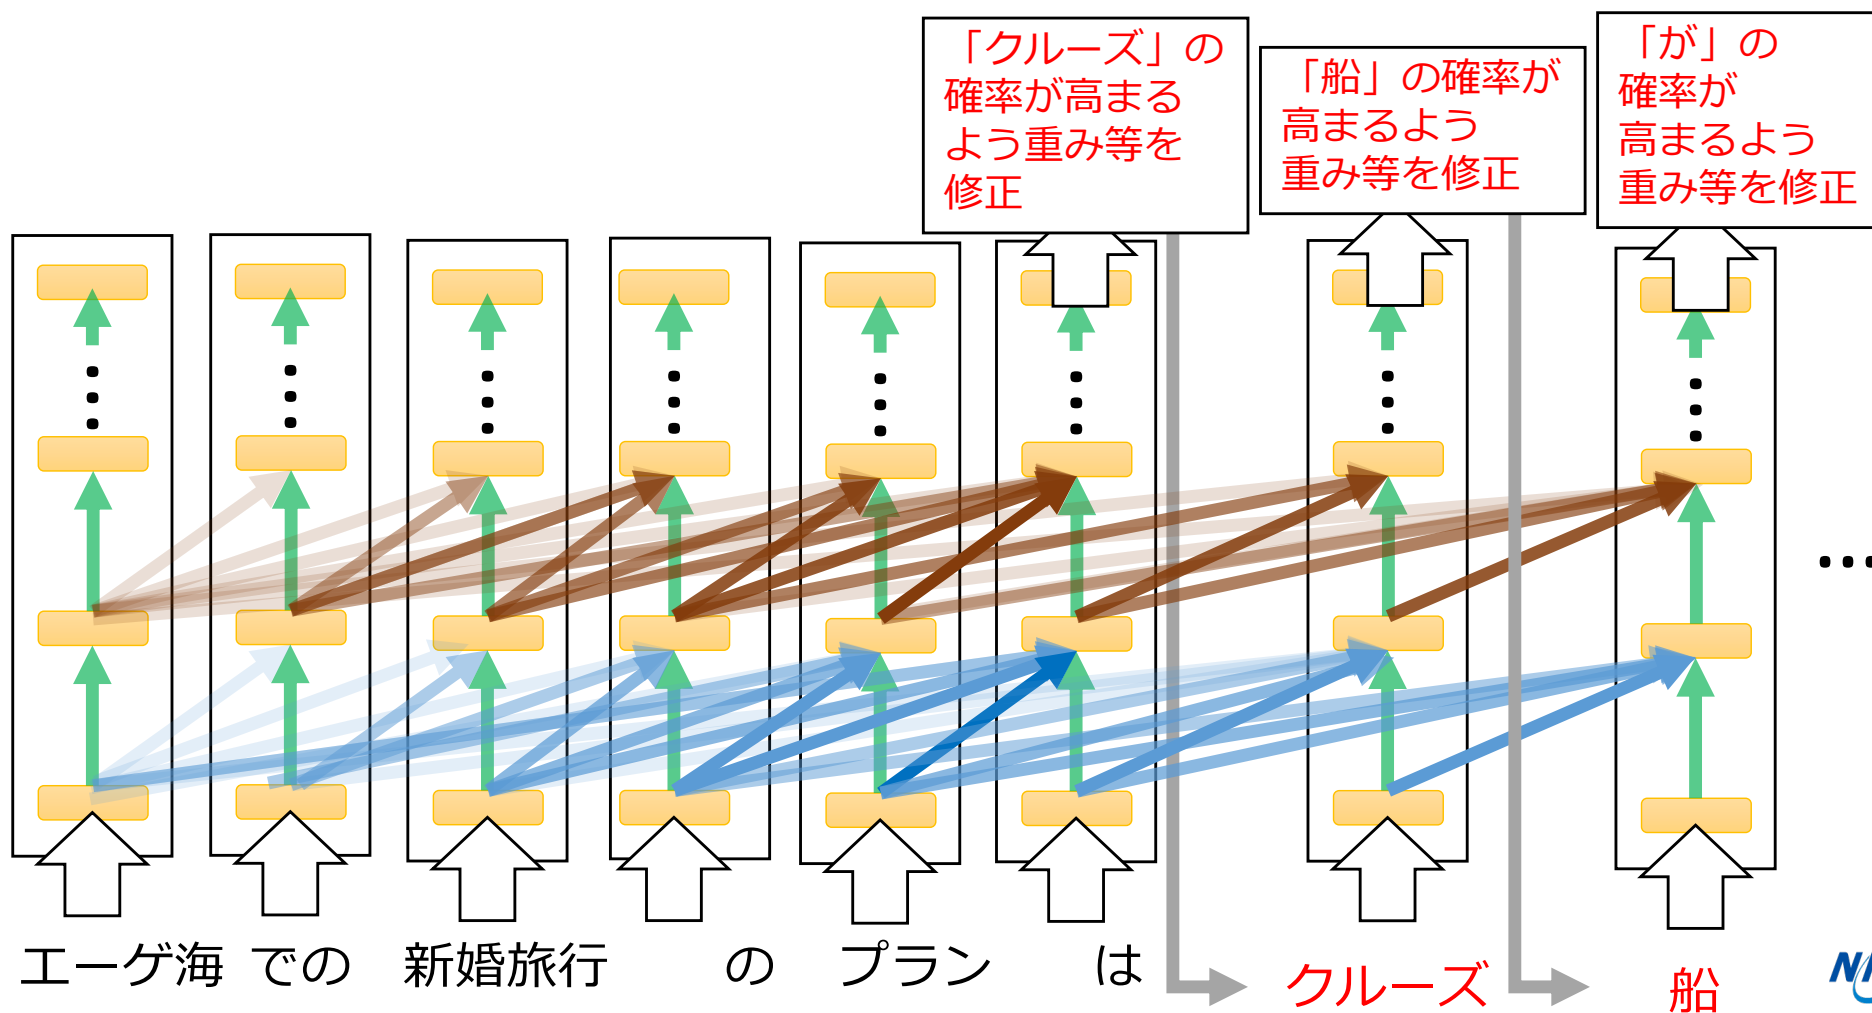 「クルーズ」の
確率が高まる
よう重み等を
修正
「船」の確率が
高まるよう
重み等を修正
「が」の
確率が
高まるよう
重み等を修正
エーゲ海 での 新婚旅行 の プラン は クルーズ 船